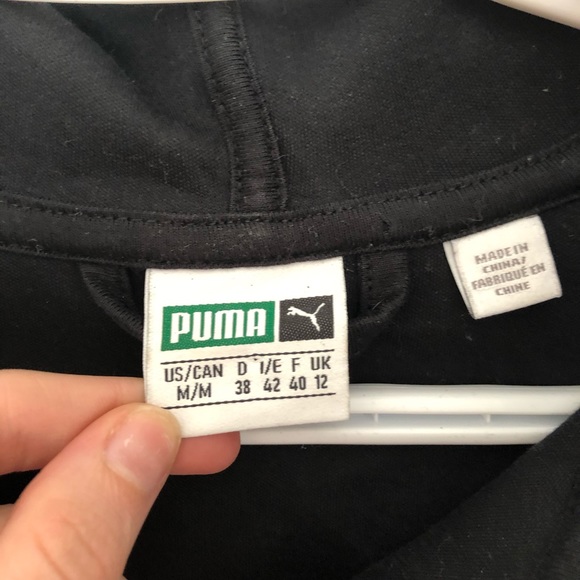 PUMA
US/CAN D I/E F UK
M/M 38 42 40 12
MADE IN
CHINA/
FABRIQUÉ EN
CHINE